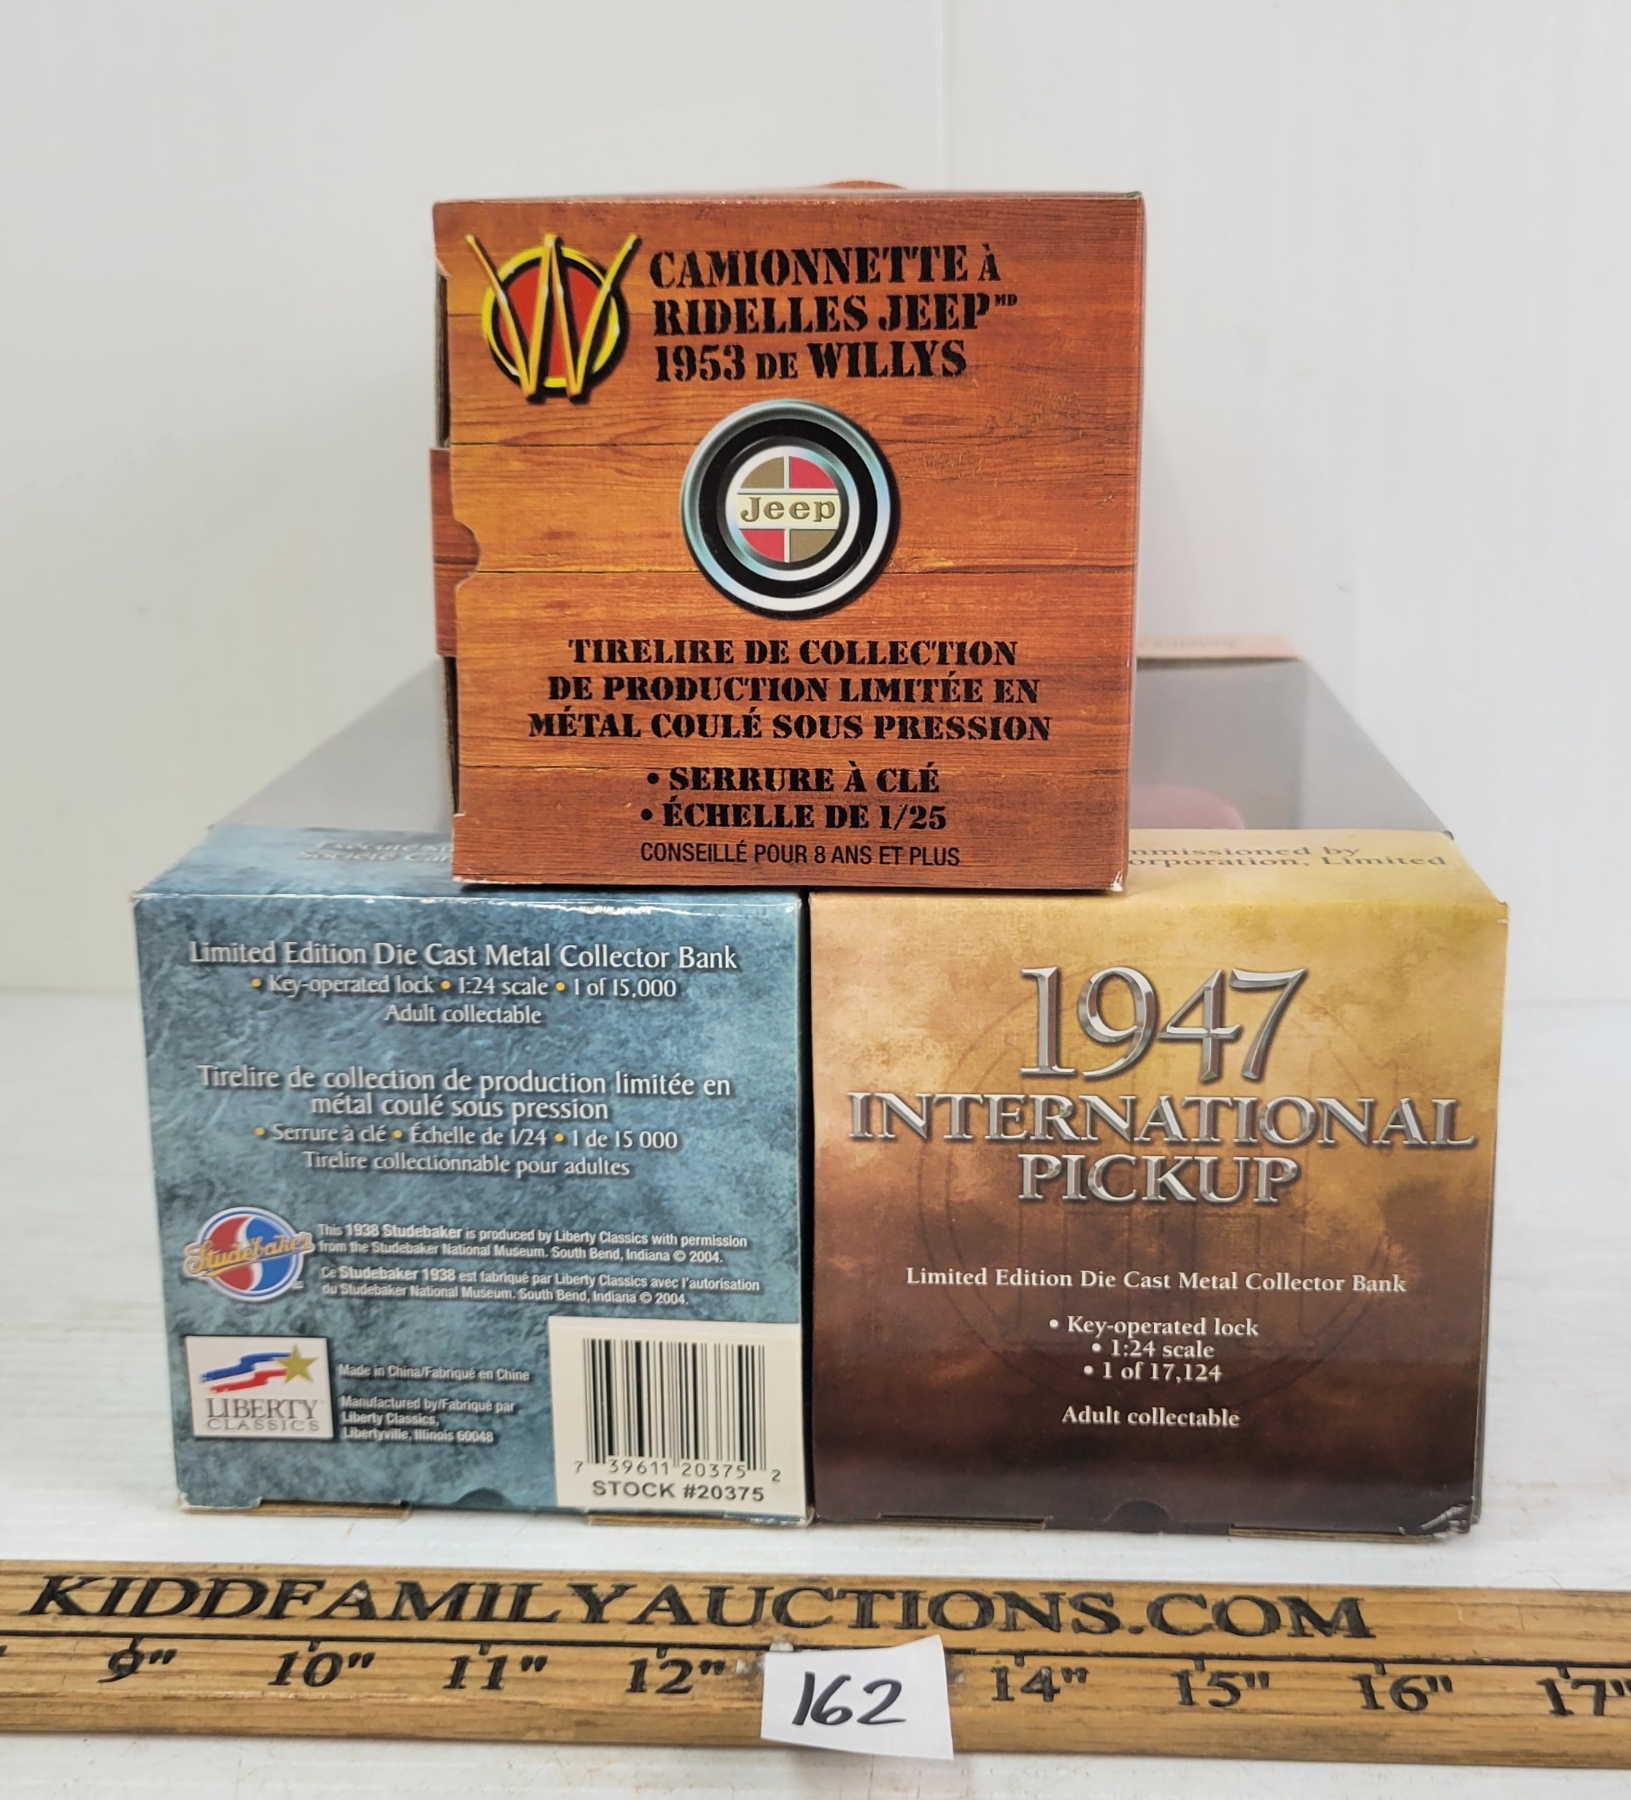 CAMIONNETTE À
RIDELLES JEEP MD
1953 DE WILLYS
Jeep
TIRELIRE DE COLLECTION
DE PRODUCTION LIMITÉE EN
MÉTAL COULÉ SOUS PRESSION
• SERRURE À CLÉ
• ÉCHELLE DE 1/25
CONSEILLÉ POUR 8 ANS ET PLUS
Société
Limited Edition Die Cast Metal Collector Bank
• Key-operated lock • 1:24 scale • 1 of 15,000
Adult collectable
Tirelire de collection de production limitée en
métal coulé sous pression
• Serrure à clé • Échelle de 1/24 • 1 de 15 000
Tirelire collectionnable pour adultes
Studebaker
This 1938 Studebaker is produced by Liberty Classics with permission
from the Studebaker National Museum. South Bend, Indiana © 2004.
Ce Studebaker 1938 est fabriqué par Liberty Classics avec l'autorisation
du Studebaker National Museum. South Bend, Indiana © 2004.
LIBERTY
CLASSICS
Made in China/Fabriqué en Chine
Manufactured by/Fabriqué par
Liberty Classics,
Libertyville, Illinois 60048
7 39611 20375 2
STOCK #20375
mmissioned by
orporation, Limited
1947
INTERNATIONAL
PICKUP
Limited Edition Die Cast Metal Collector Bank
• Key-operated lock
• 1:24 scale
• 1 of 17,124
Adult collectable
KIDDFAMILYAUCTIONS.COM
9" 10" 11" 12" 14" 15" 16" 17"
162